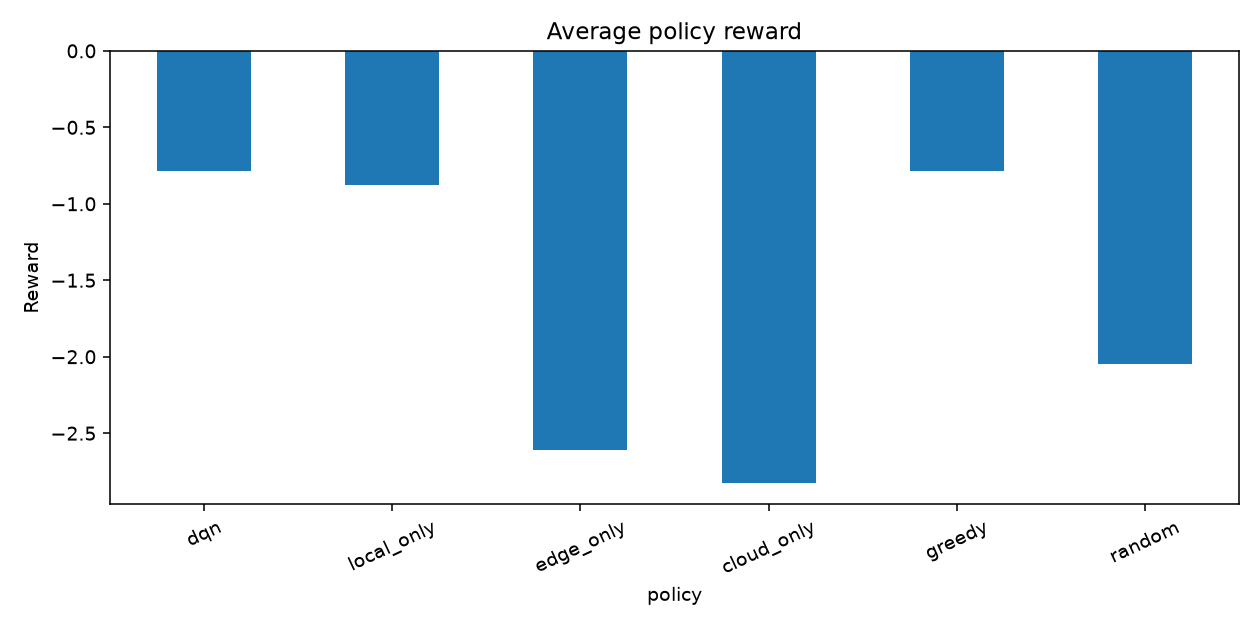 Average policy reward
0.0
−0.5
−1.0
−1.5
−2.0
−2.5
Reward
dqn
local_only
edge_only
cloud_only
greedy
random
policy